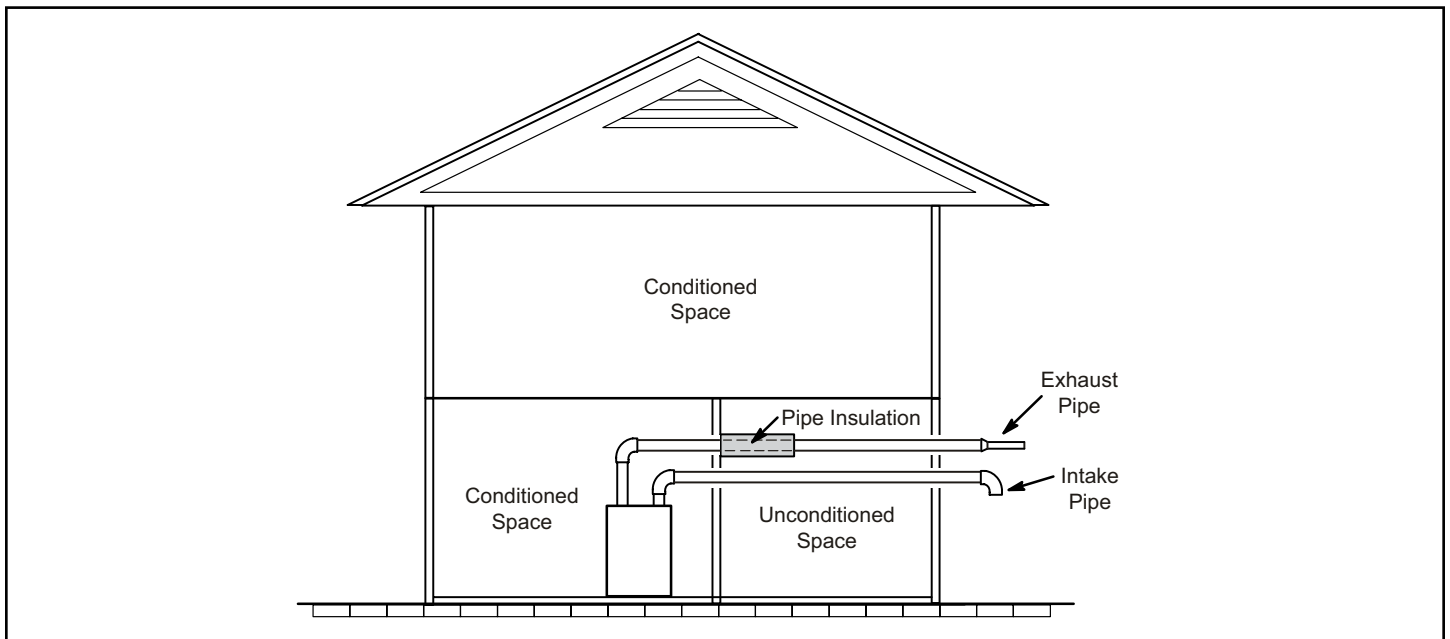 Conditioned
Space
Exhaust
Pipe
Pipe Insulation
Intake
Pipe
Conditioned
Space
Unconditioned
Space